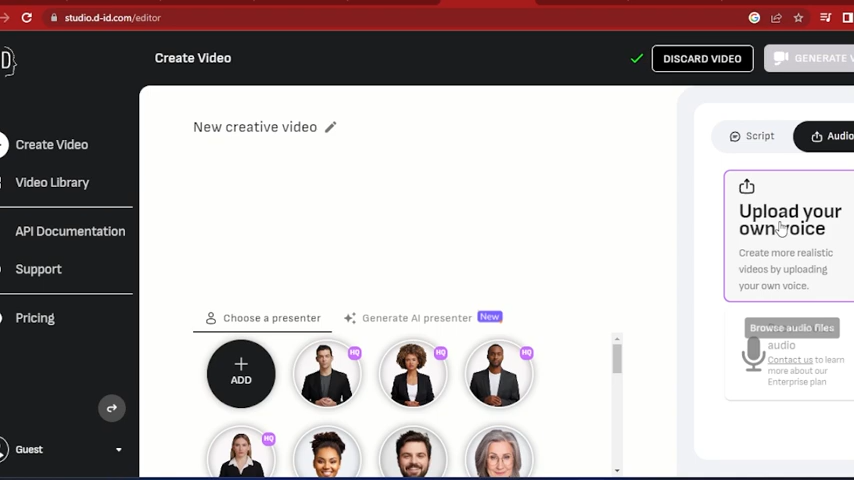 studio.d-id.com/editor
D
Create Video
DISCARD VIDEO
GENERATE V
New creative video
Script
Audio
Create Video
Video Library
API Documentation
Support
Pricing
Guest
Upload your
own voice
Create more realistic
videos by uploading
your own voice.
Browse audio files
audio
Contact us to learn
more about our
Enterprise plan
Choose a presenter
Generate AI presenter
New
ADD
HQ
HQ
HQ
HQ